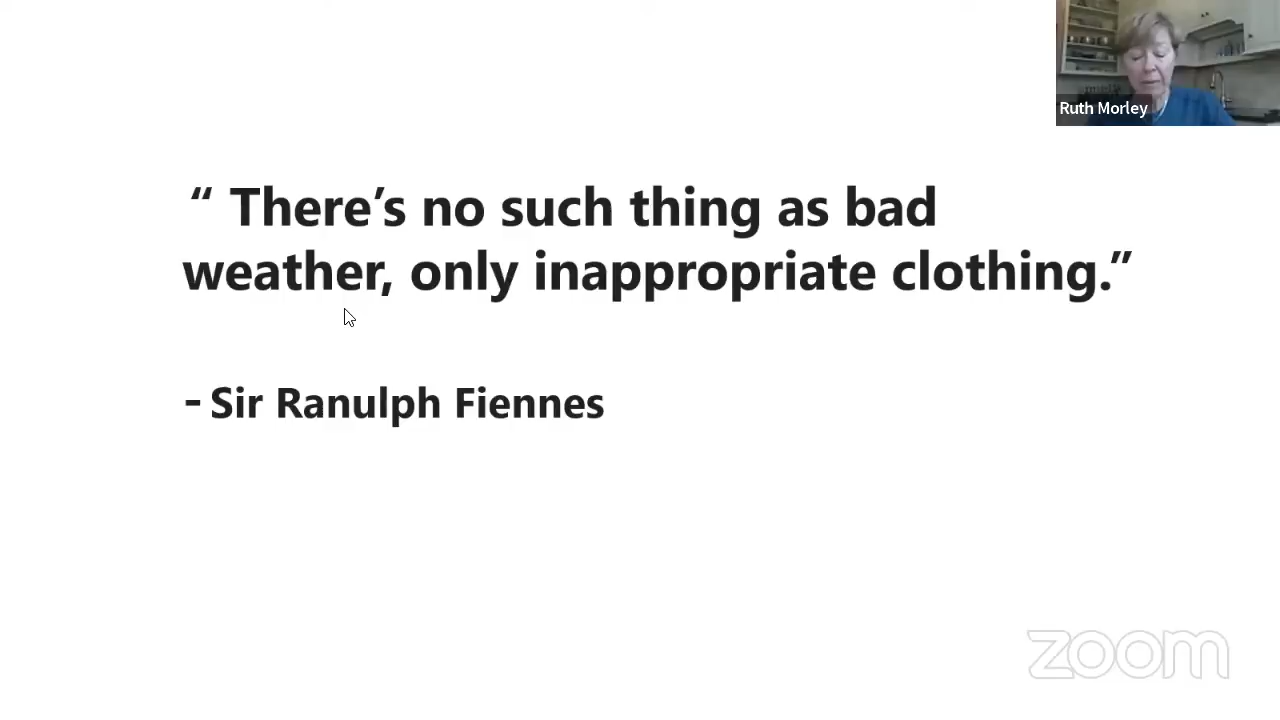 Ruth Morley
“ There’s no such thing as bad
weather, only inappropriate clothing.”
- Sir Ranulph Fiennes
zoom